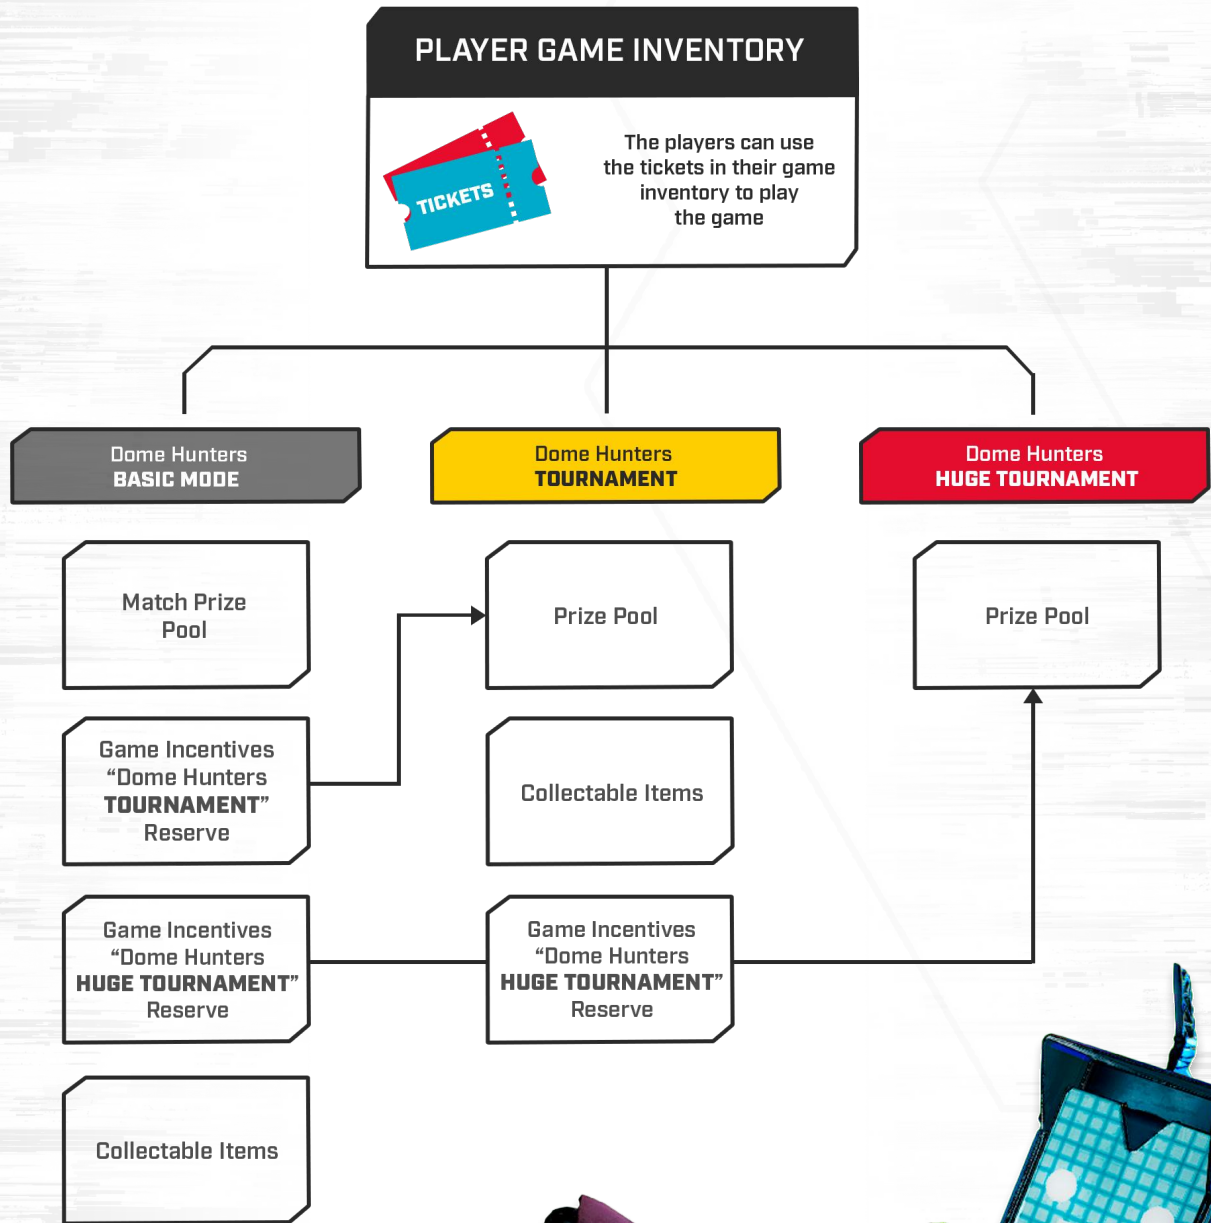 PLAYER GAME INVENTORY
TICKETS
The players can use
the tickets in their game
inventory to play
the game
Dome Hunters
BASIC MODE
Dome Hunters
TOURNAMENT
Dome Hunters
HUGE TOURNAMENT
Match Prize
Pool
Prize Pool
Prize Pool
Game Incentives
“Dome Hunters
TOURNAMENT”
Reserve
Collectable Items
Game Incentives
“Dome Hunters
HUGE TOURNAMENT”
Reserve
Game Incentives
“Dome Hunters
HUGE TOURNAMENT”
Reserve
Collectable Items